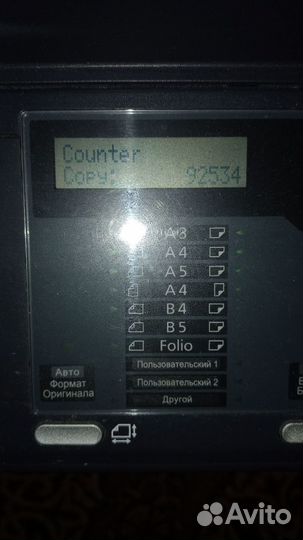 Counter
Copy: 92534
A3
A4
A5
A4
B4
B5
Folio
Пользовательский 1
Пользовательский 2
Другой
Авто
Формат
Оригинала
Avito